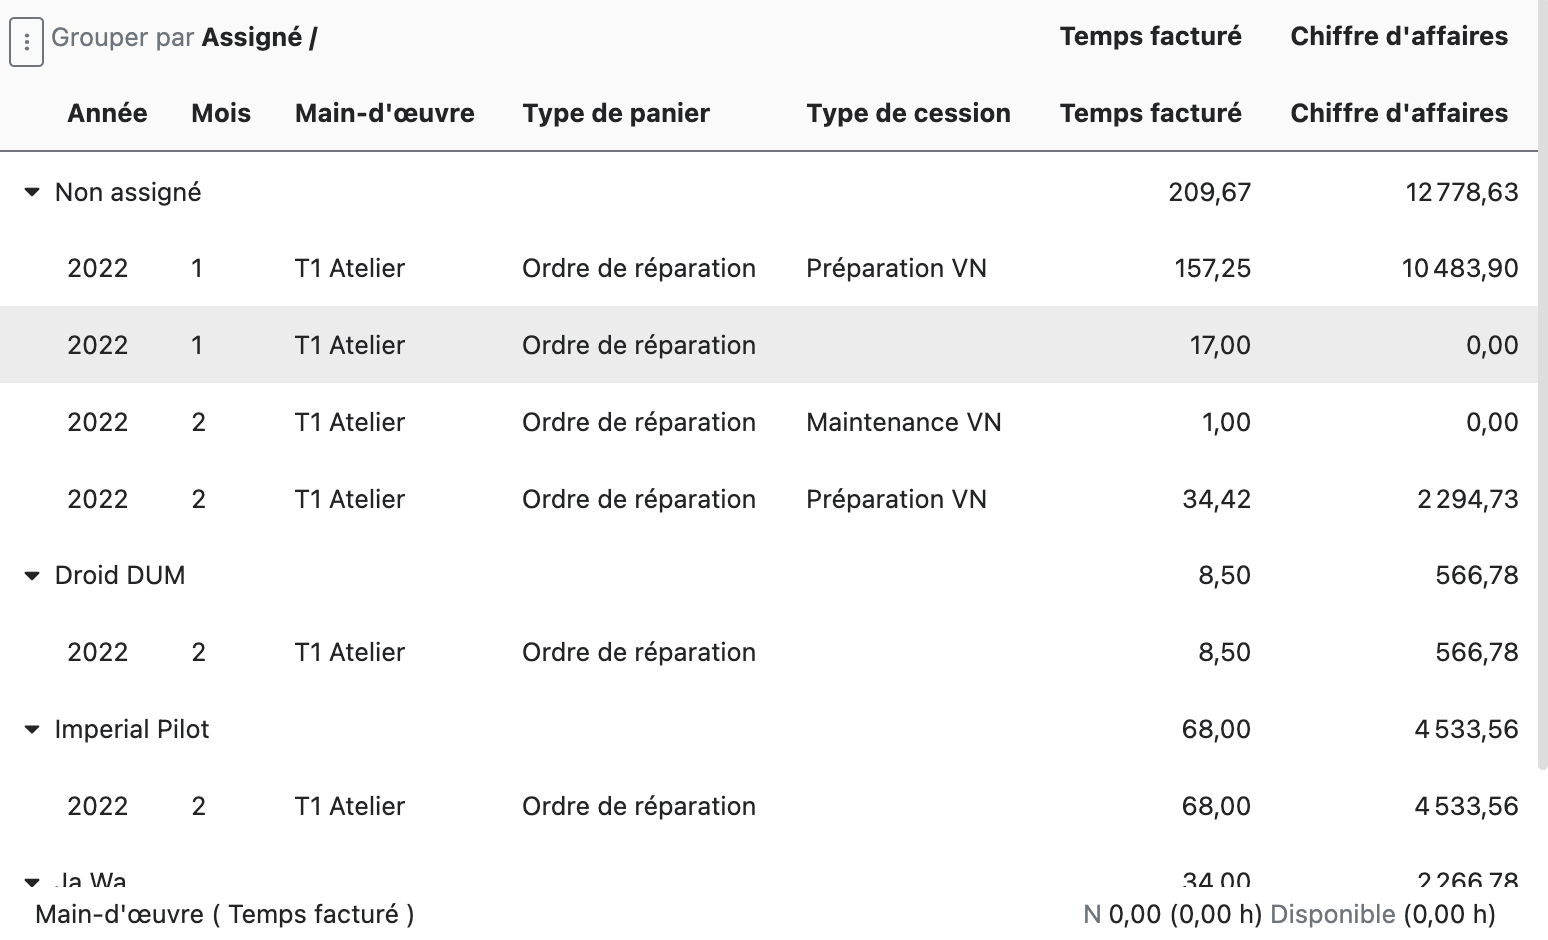 Grouper par Assigné / Temps facturé Chiffre d'affaires
Année Mois Main-d'œuvre Type de panier Type de cession Temps facturé Chiffre d'affaires
Non assigné 209,67 12 778,63
2022 1 T1 Atelier Ordre de réparation Préparation VN 157,25 10 483,90
2022 1 T1 Atelier Ordre de réparation 17,00 0,00
2022 2 T1 Atelier Ordre de réparation Maintenance VN 1,00 0,00
2022 2 T1 Atelier Ordre de réparation Préparation VN 34,42 2 294,73
Droid DUM 8,50 566,78
2022 2 T1 Atelier Ordre de réparation 8,50 566,78
Imperial Pilot 68,00 4 533,56
2022 2 T1 Atelier Ordre de réparation 68,00 4 533,56
Ja Wa 34,00 2 266,78
Main-d'œuvre ( Temps facturé ) N 0,00 (0,00 h) Disponible (0,00 h)